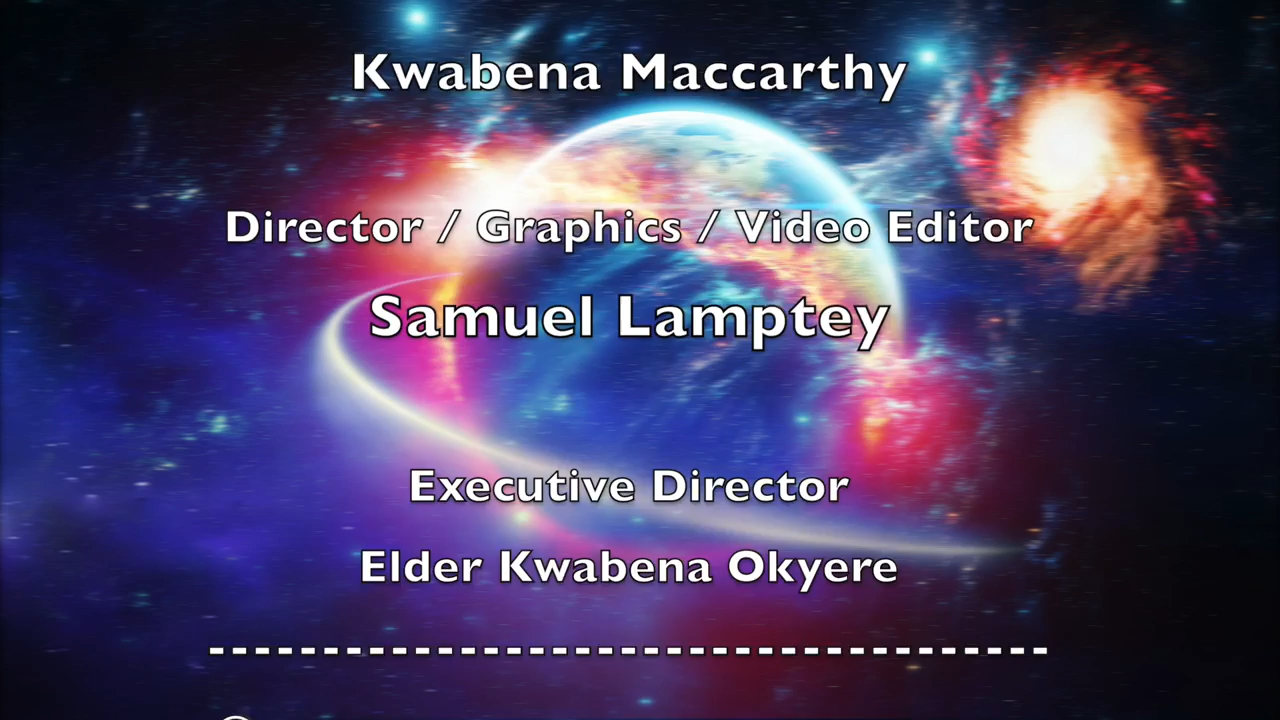 Kwabena Maccarthy
Director / Graphics / Video Editor
Samuel Lamptey
Executive Director
Elder Kwabena Okyere
-----------------------------------